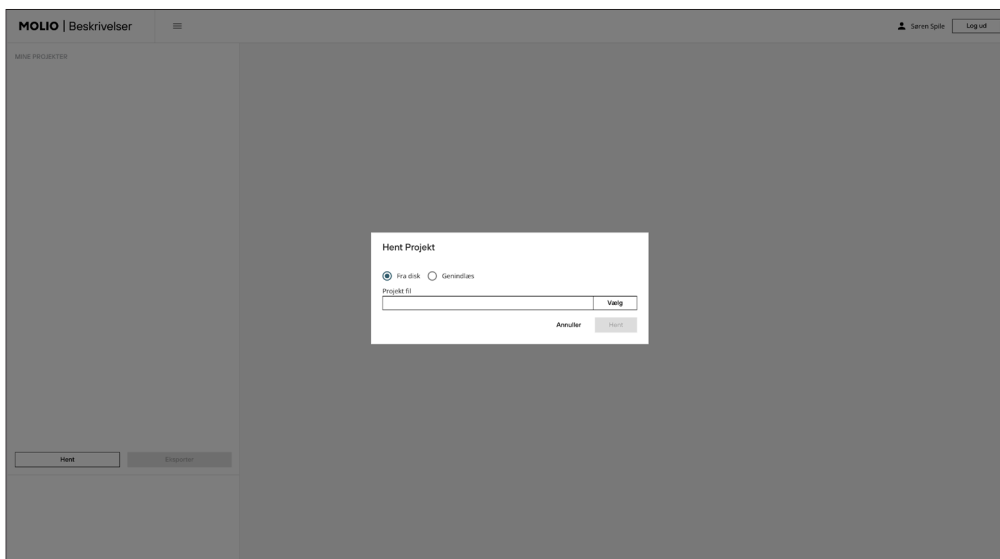 MOLIO | Beskrivelser
Søren Spile
Log ud
MINE PROJEKTER
Hent Projekt
Fra disk
Genindlæs
Projekt fil
Vælg
Annuller
Hent
Hent
Eksporter